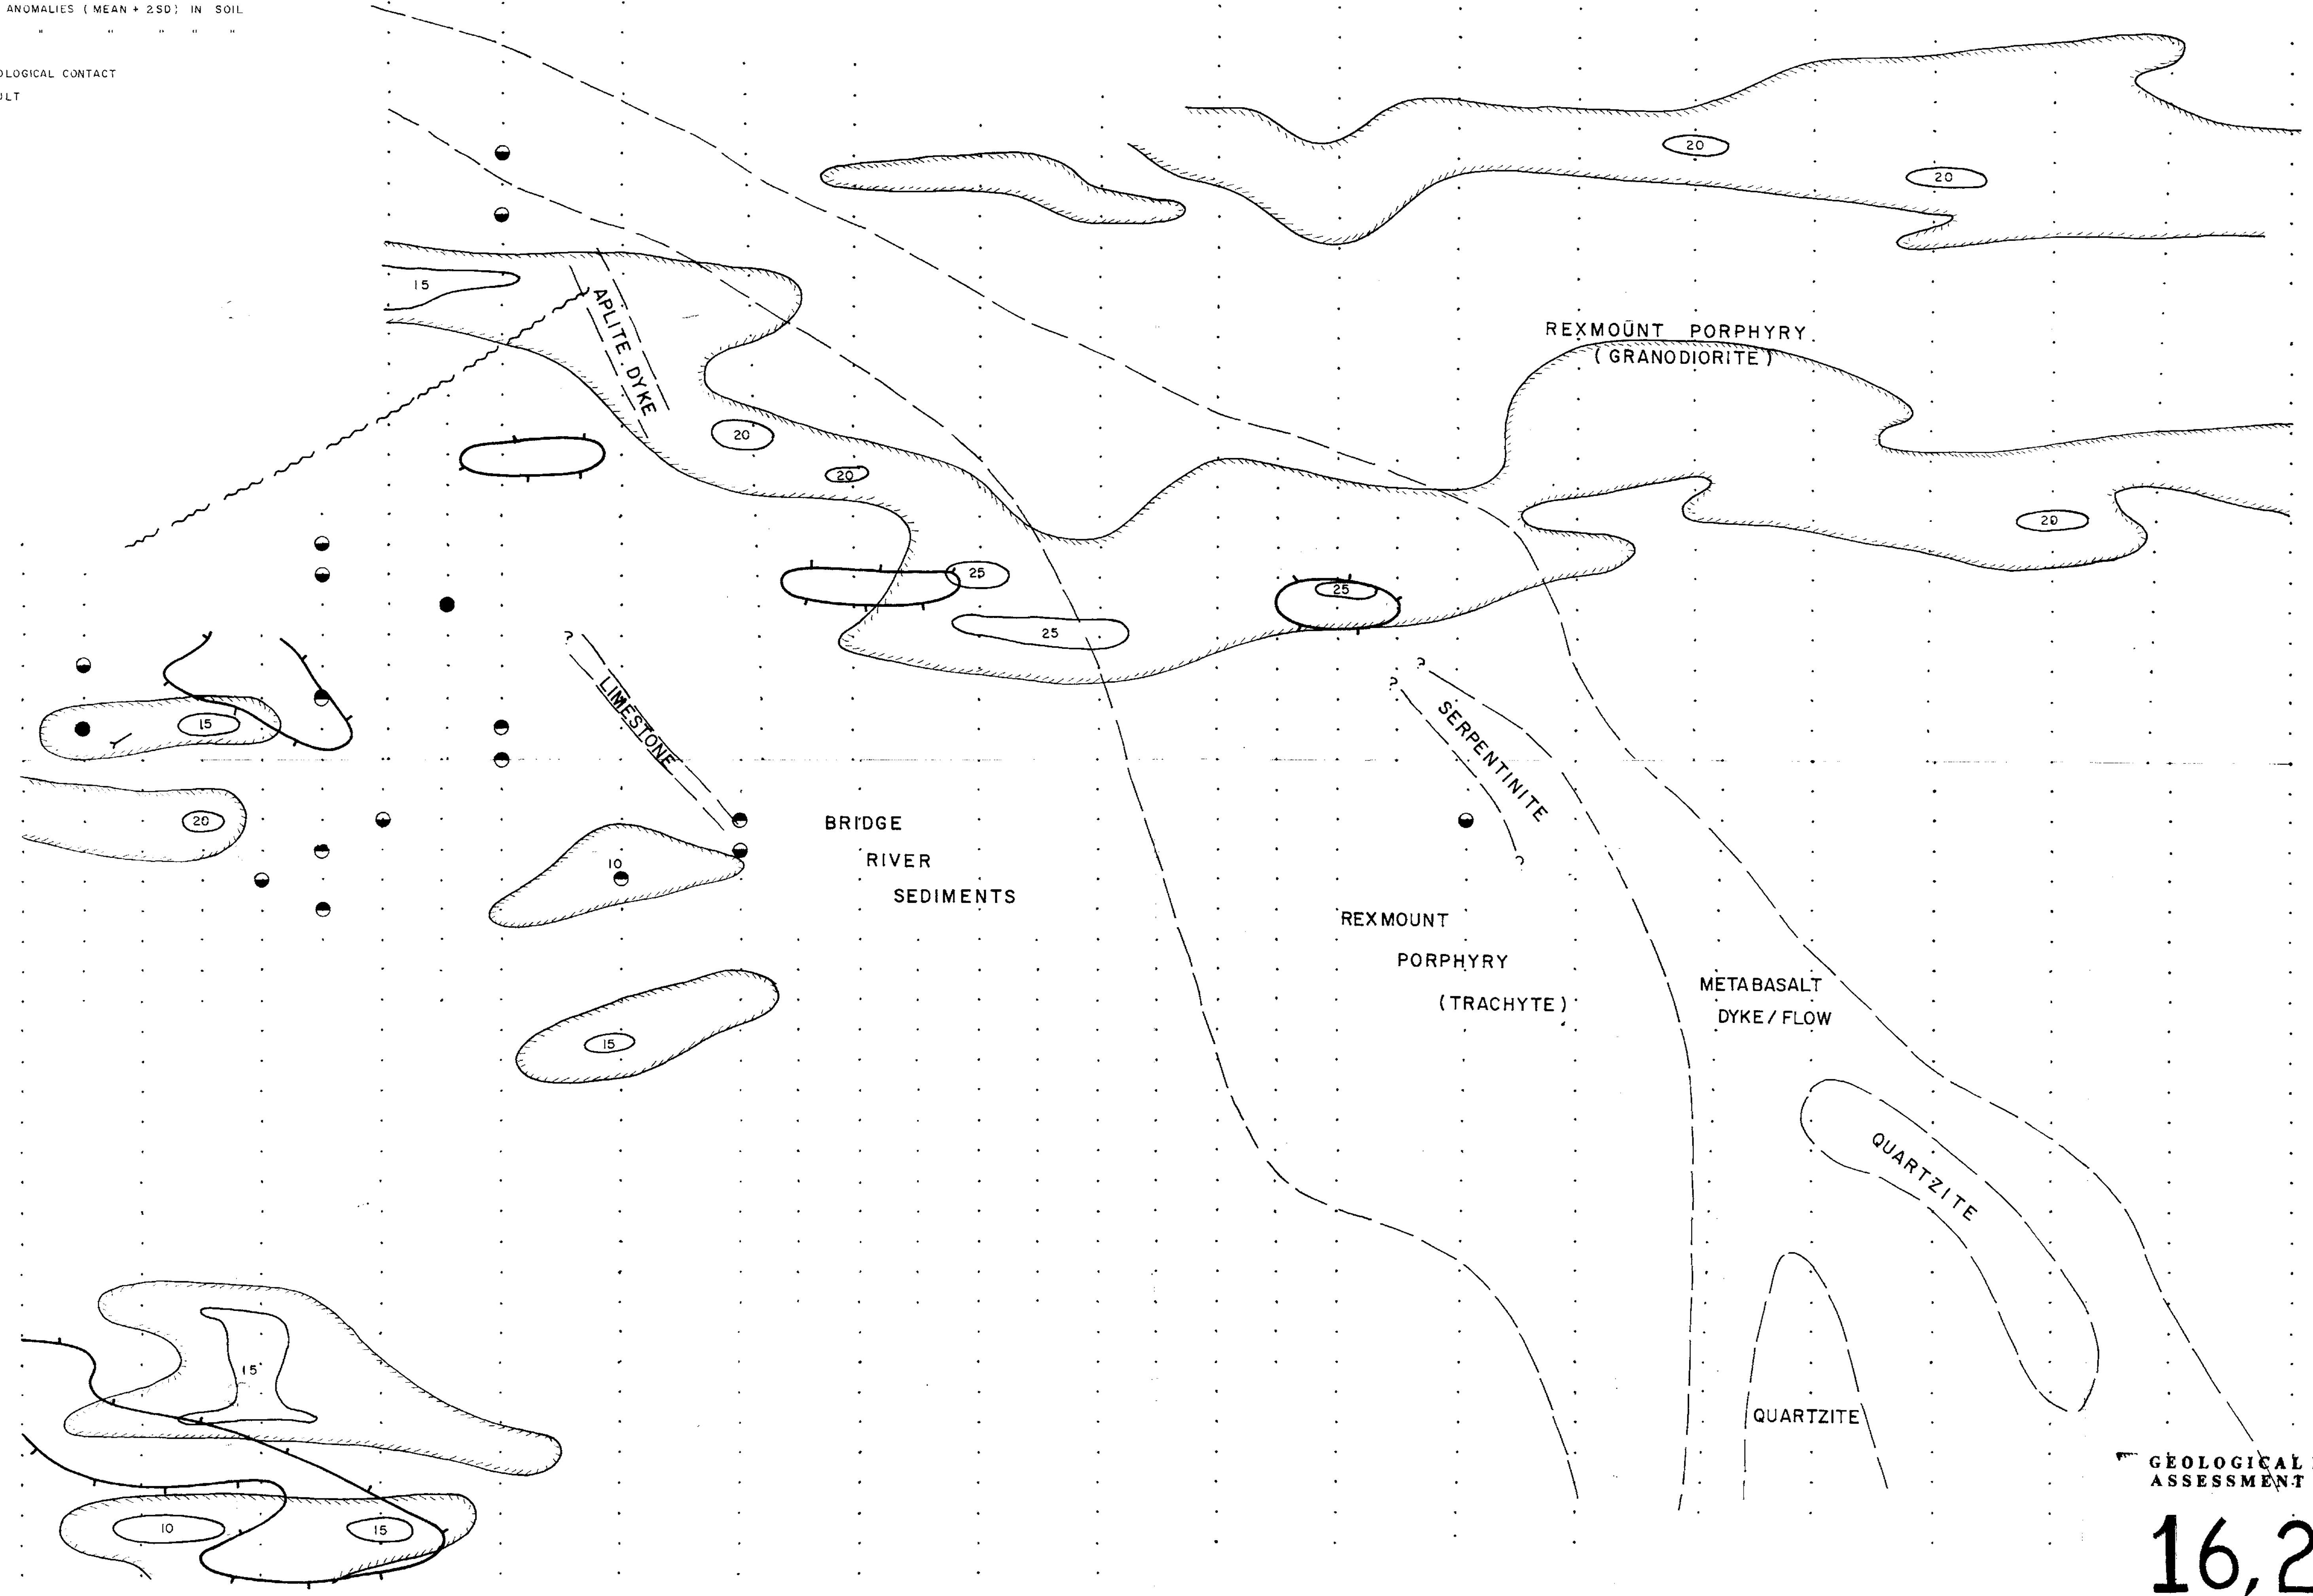 ANOMALIES ( MEAN + 2SD) IN SOIL
" " " " "
OLOGICAL CONTACT
ULT
20
20
15
APLITE DYKE
REXMOUNT PORPHYRY
( GRANODIORITE )
20
20
20
25
25
25
?
?
?
LIMESTONE
SERPENTINITE
?
15
20
10
BRIDGE
RIVER
SEDIMENTS
REXMOUNT
PORPHYRY
( TRACHYTE )
METABASALT
DYKE / FLOW
15
QUARTZITE
15
QUARTZITE
10
15
GEOLOGICAL
ASSESSMENT
16,2